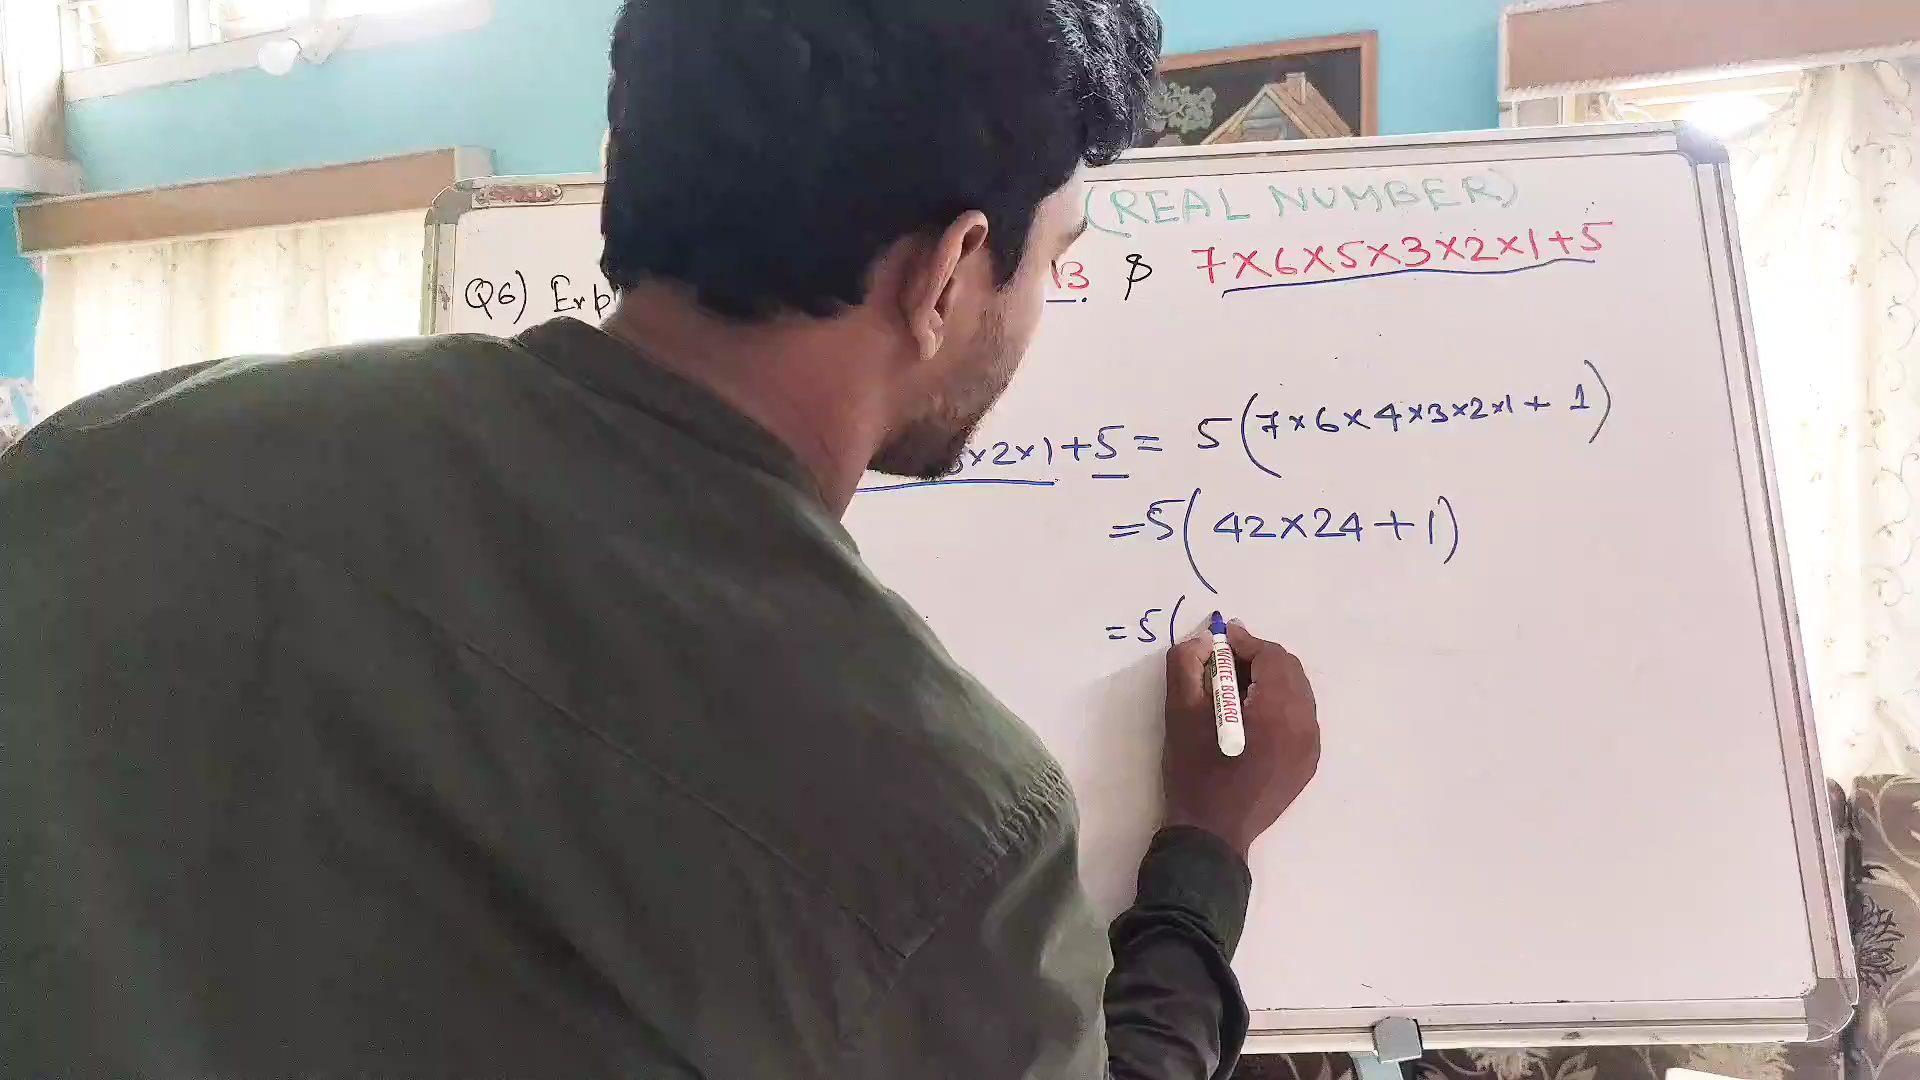 (REAL NUMBER)
Q6) Exp 13 & 7×6×5×3×2×1+5
×2×1+5 = 5(7×6×4×3×2×1+1)
=5(42×24+1)
=5(
WHITE BOARD